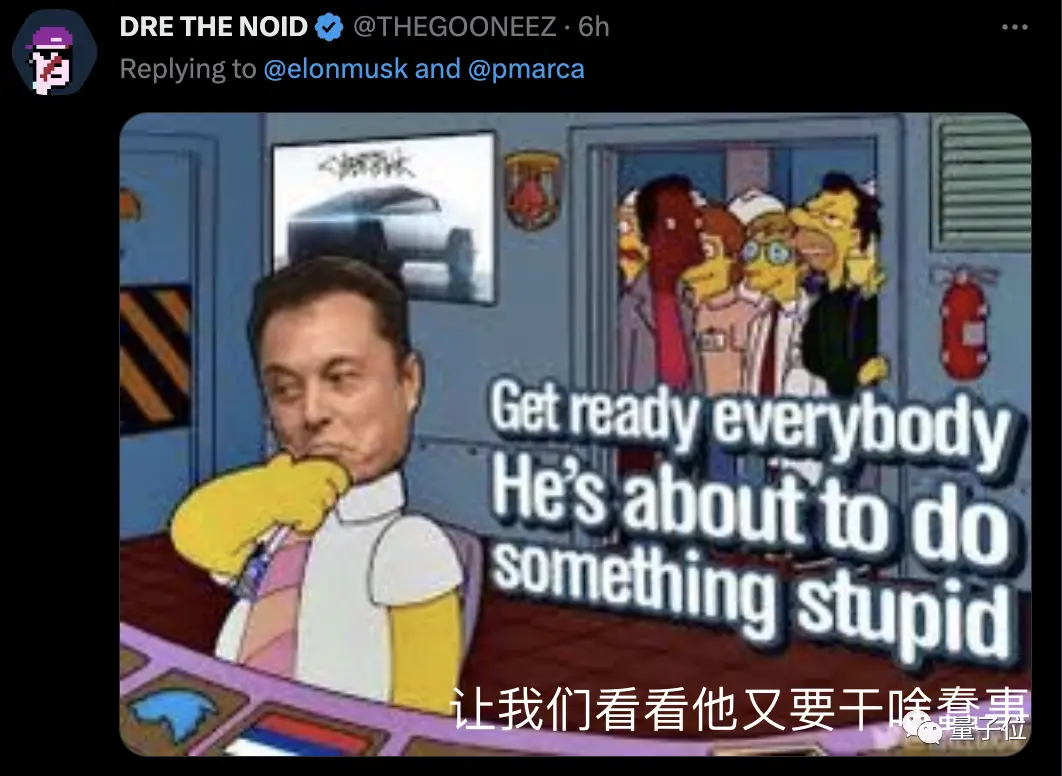 DRE THE NOID @THEGOONEEZ · 6h
Replying to @elonmusk and @pmarca
CYBERTRUCK
Get ready everybody
He's about to do
something stupid
让我们看看他又要干啥蠢事
量子位